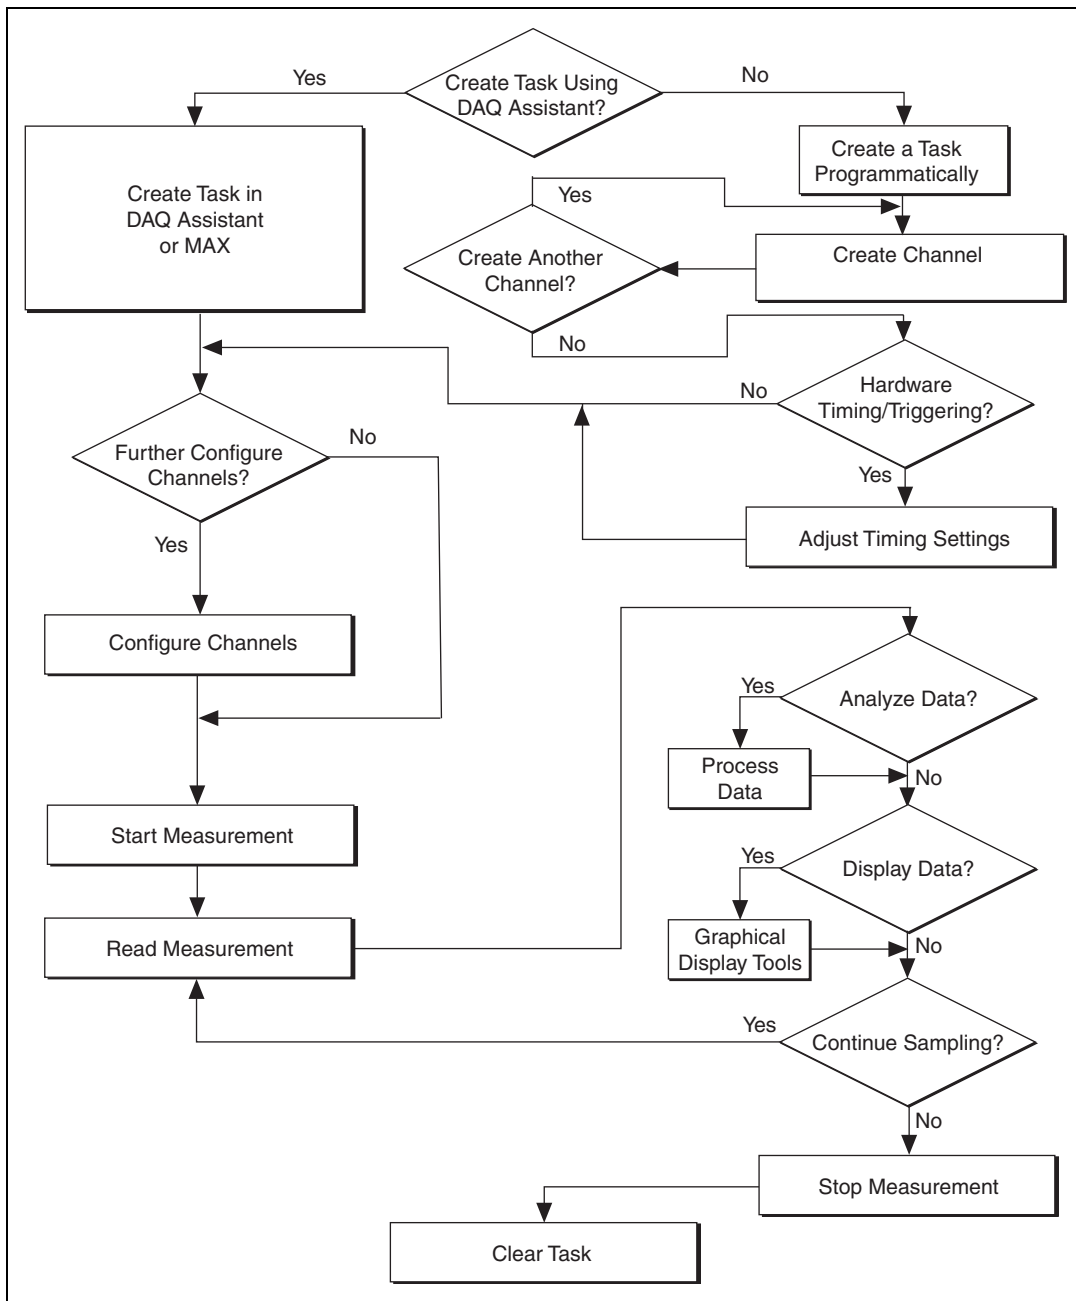 Create Task Using
DAQ Assistant?
Yes
No
Create Task in
DAQ Assistant
or MAX
Create a Task
Programmatically
Yes
Create Another
Channel?
Create Channel
No
Hardware
Timing/Triggering?
No
Yes
Adjust Timing Settings
Further Configure
Channels?
No
Yes
Configure Channels
Start Measurement
Read Measurement
Analyze Data?
Yes
Process
Data
No
Display Data?
Yes
Graphical
Display Tools
No
Continue Sampling?
Yes
No
Stop Measurement
Clear Task